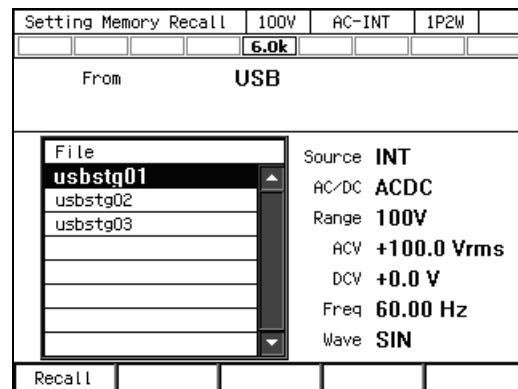 Setting Memory Recall 100V AC-INT 1P2W
6.0k
From USB
File
usbstg01
usbstg02
usbstg03
Source INT
AC/DC ACDC
Range 100V
ACV +100.0 Vrms
DCV +0.0 V
Freq 60.00 Hz
Wave SIN
Recall